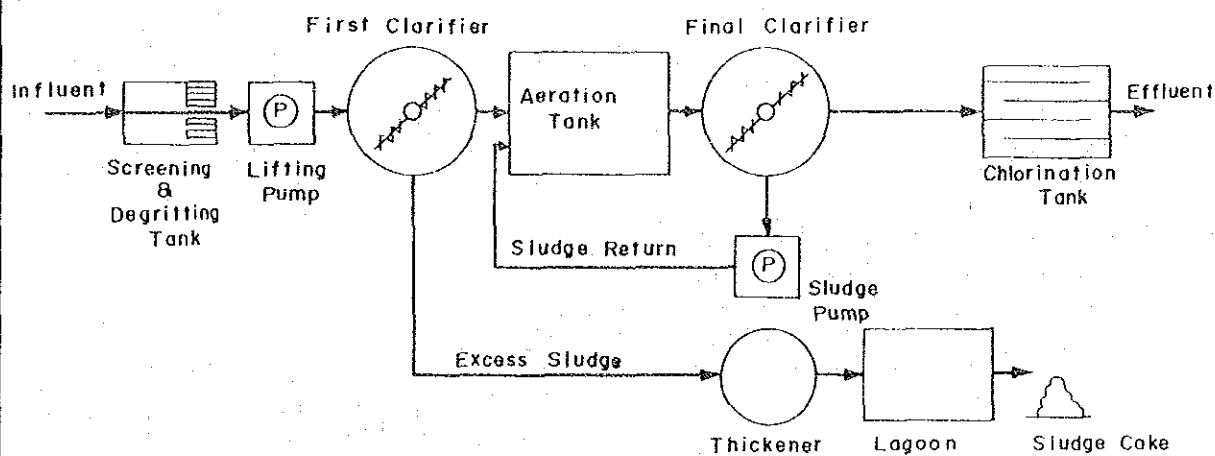 First Clarifier
Final Clarifier
Influent
Screening
&
Degritting
Tank
P
Lifting
Pump
Aeration
Tank
Chlorination
Tank
Effluent
Sludge Return
P
Sludge
Pump
Excess Sludge
Thickener
Lagoon
Sludge Cake